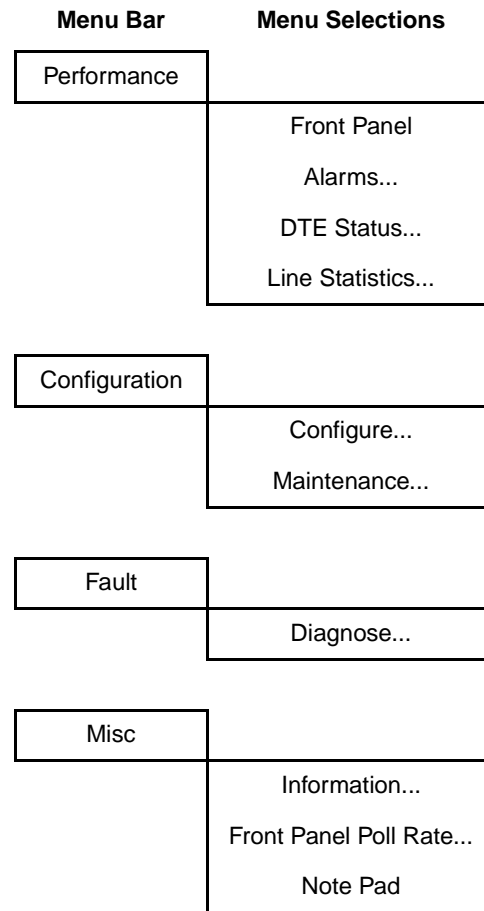 Menu Bar Menu Selections
Performance
Front Panel
Alarms...
DTE Status...
Line Statistics...
Configuration
Configure...
Maintenance...
Fault
Diagnose...
Misc
Information...
Front Panel Poll Rate...
Note Pad